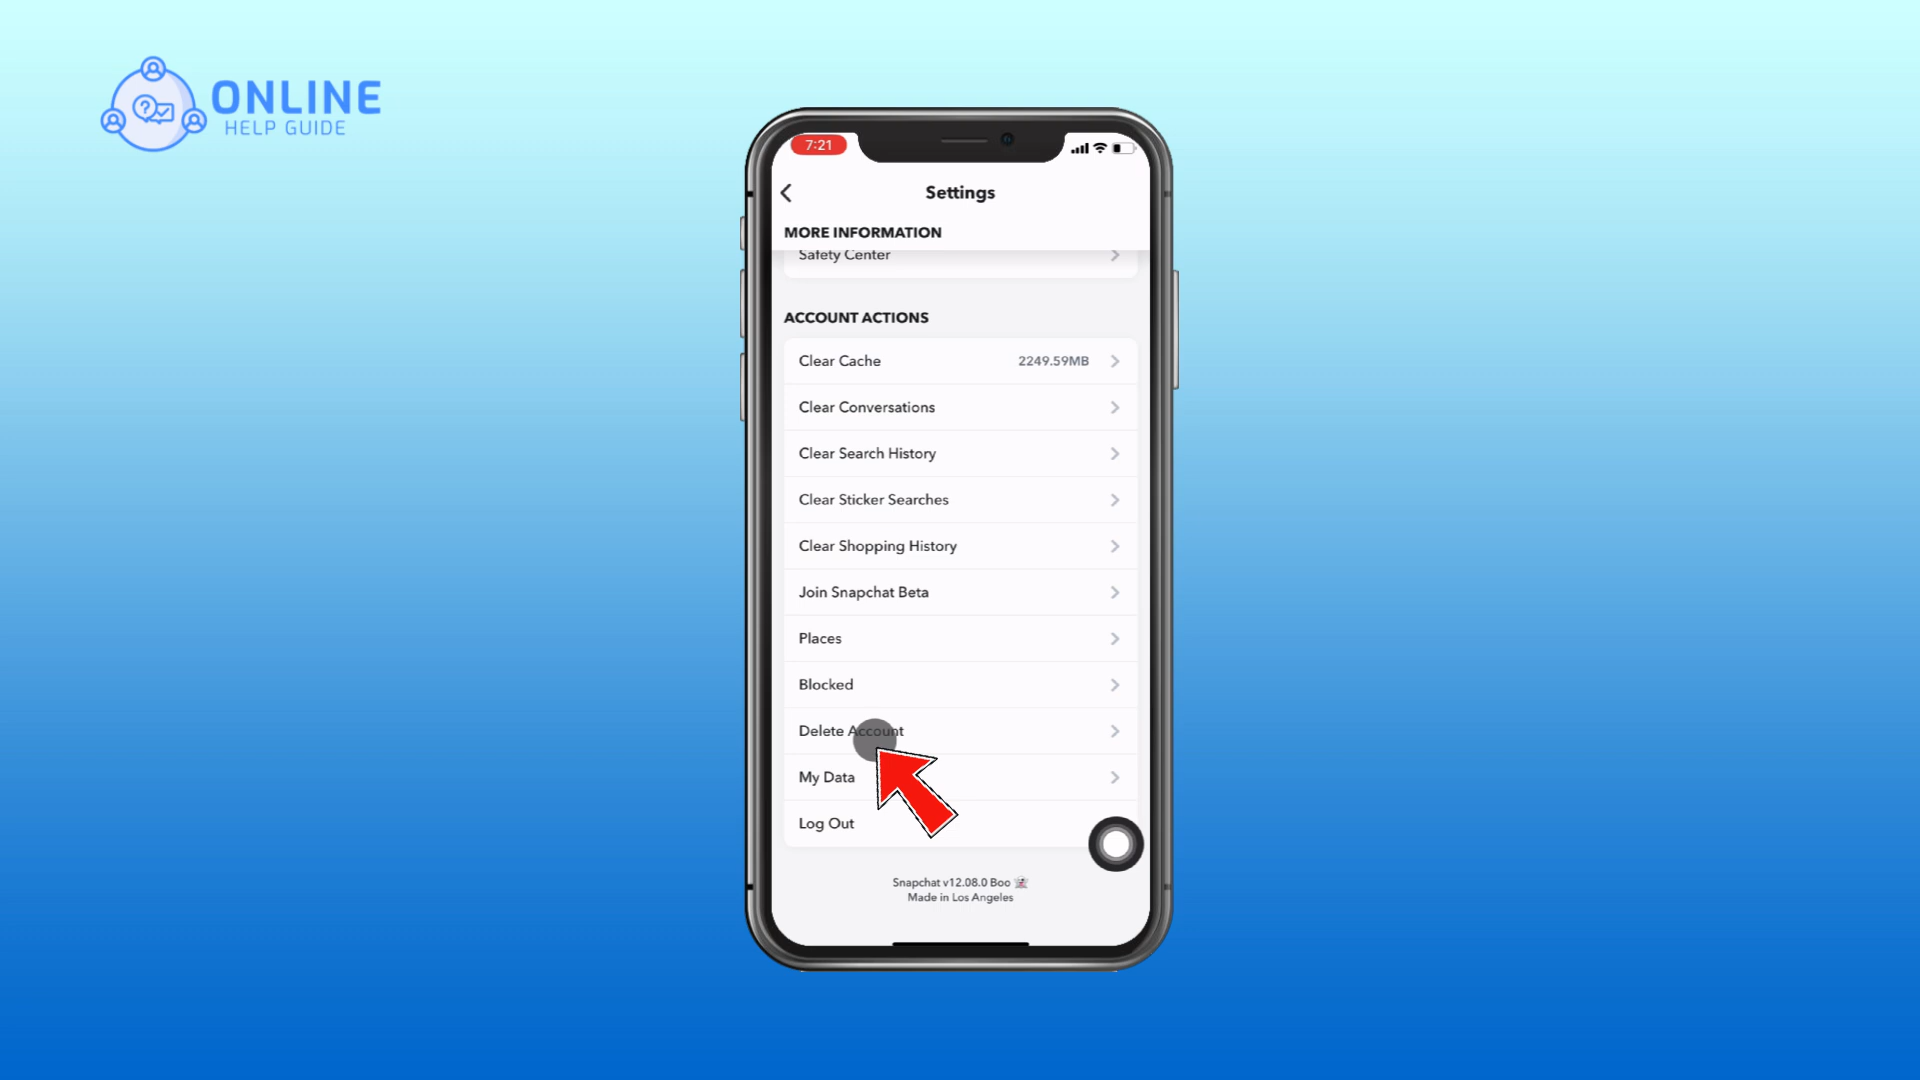 ONLINE
HELP GUIDE
7:21
Settings
MORE INFORMATION
Safety Center
ACCOUNT ACTIONS
Clear Cache 2249.59MB
Clear Conversations
Clear Search History
Clear Sticker Searches
Clear Shopping History
Join Snapchat Beta
Places
Blocked
Delete Account
My Data
Log Out
Snapchat v12.08.0 Boo 👻
Made in Los Angeles